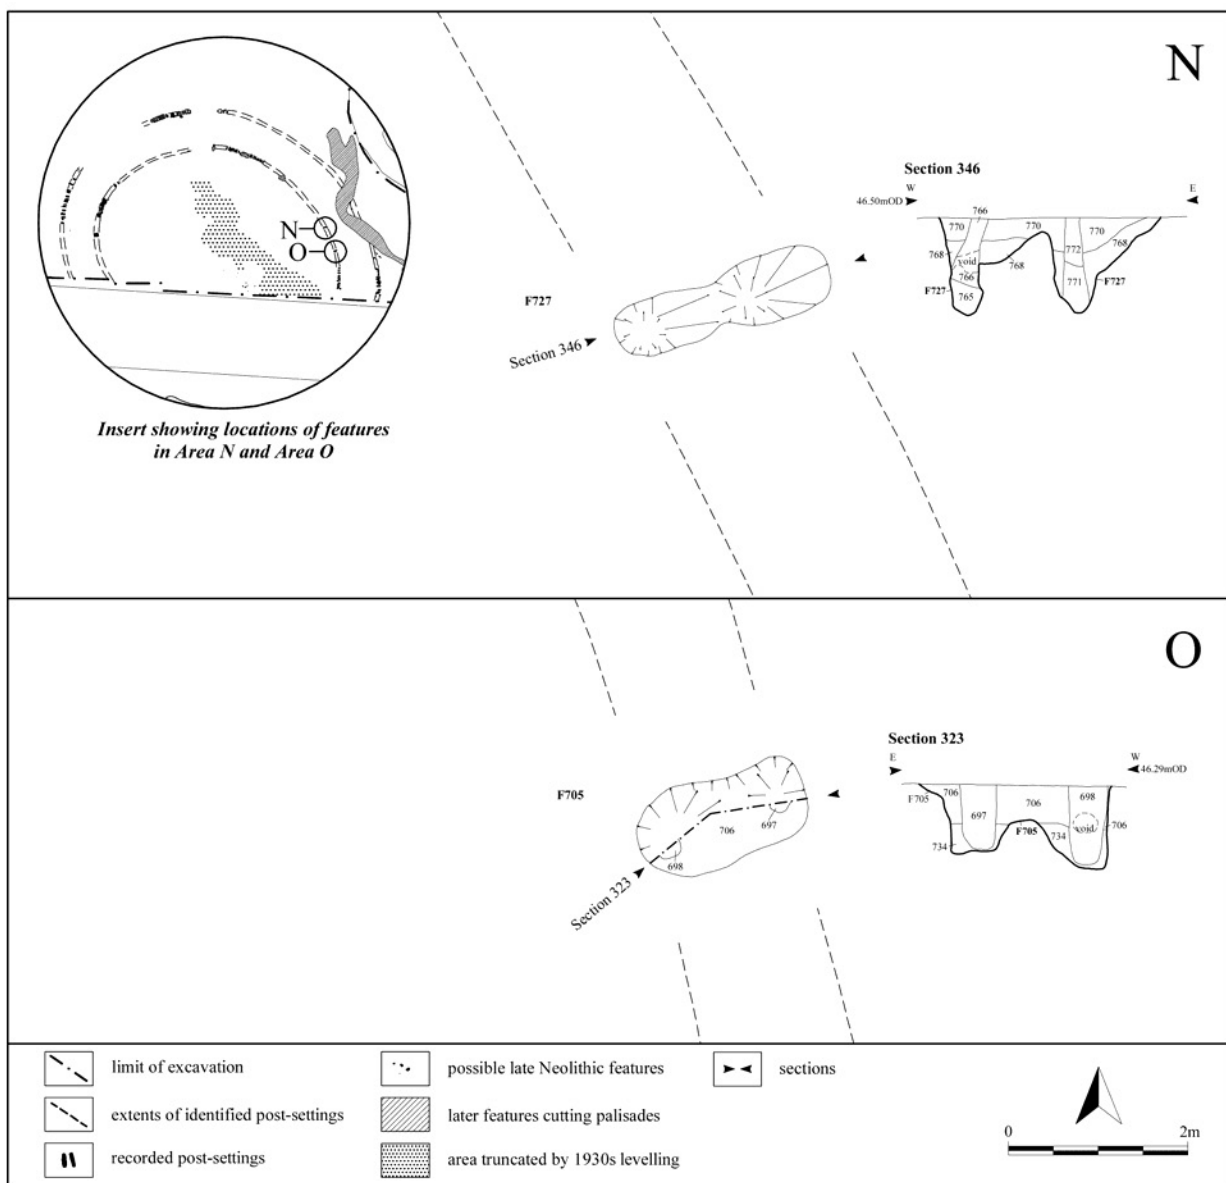 N
N
O
Insert showing locations of features
in Area N and Area O
F727
Section 346
Section 346
W
E
46.50mOD
766
770
770
770
768
void
768
772
768
766
771
F727
F727
765
O
F705
706
697
698
Section 323
Section 323
E
W
46.29mOD
F705
706
706
698
697
void
706
F705
734
734
limit of excavation
possible late Neolithic features
sections
extents of identified post-settings
later features cutting palisades
recorded post-settings
area truncated by 1930s levelling
0
2m